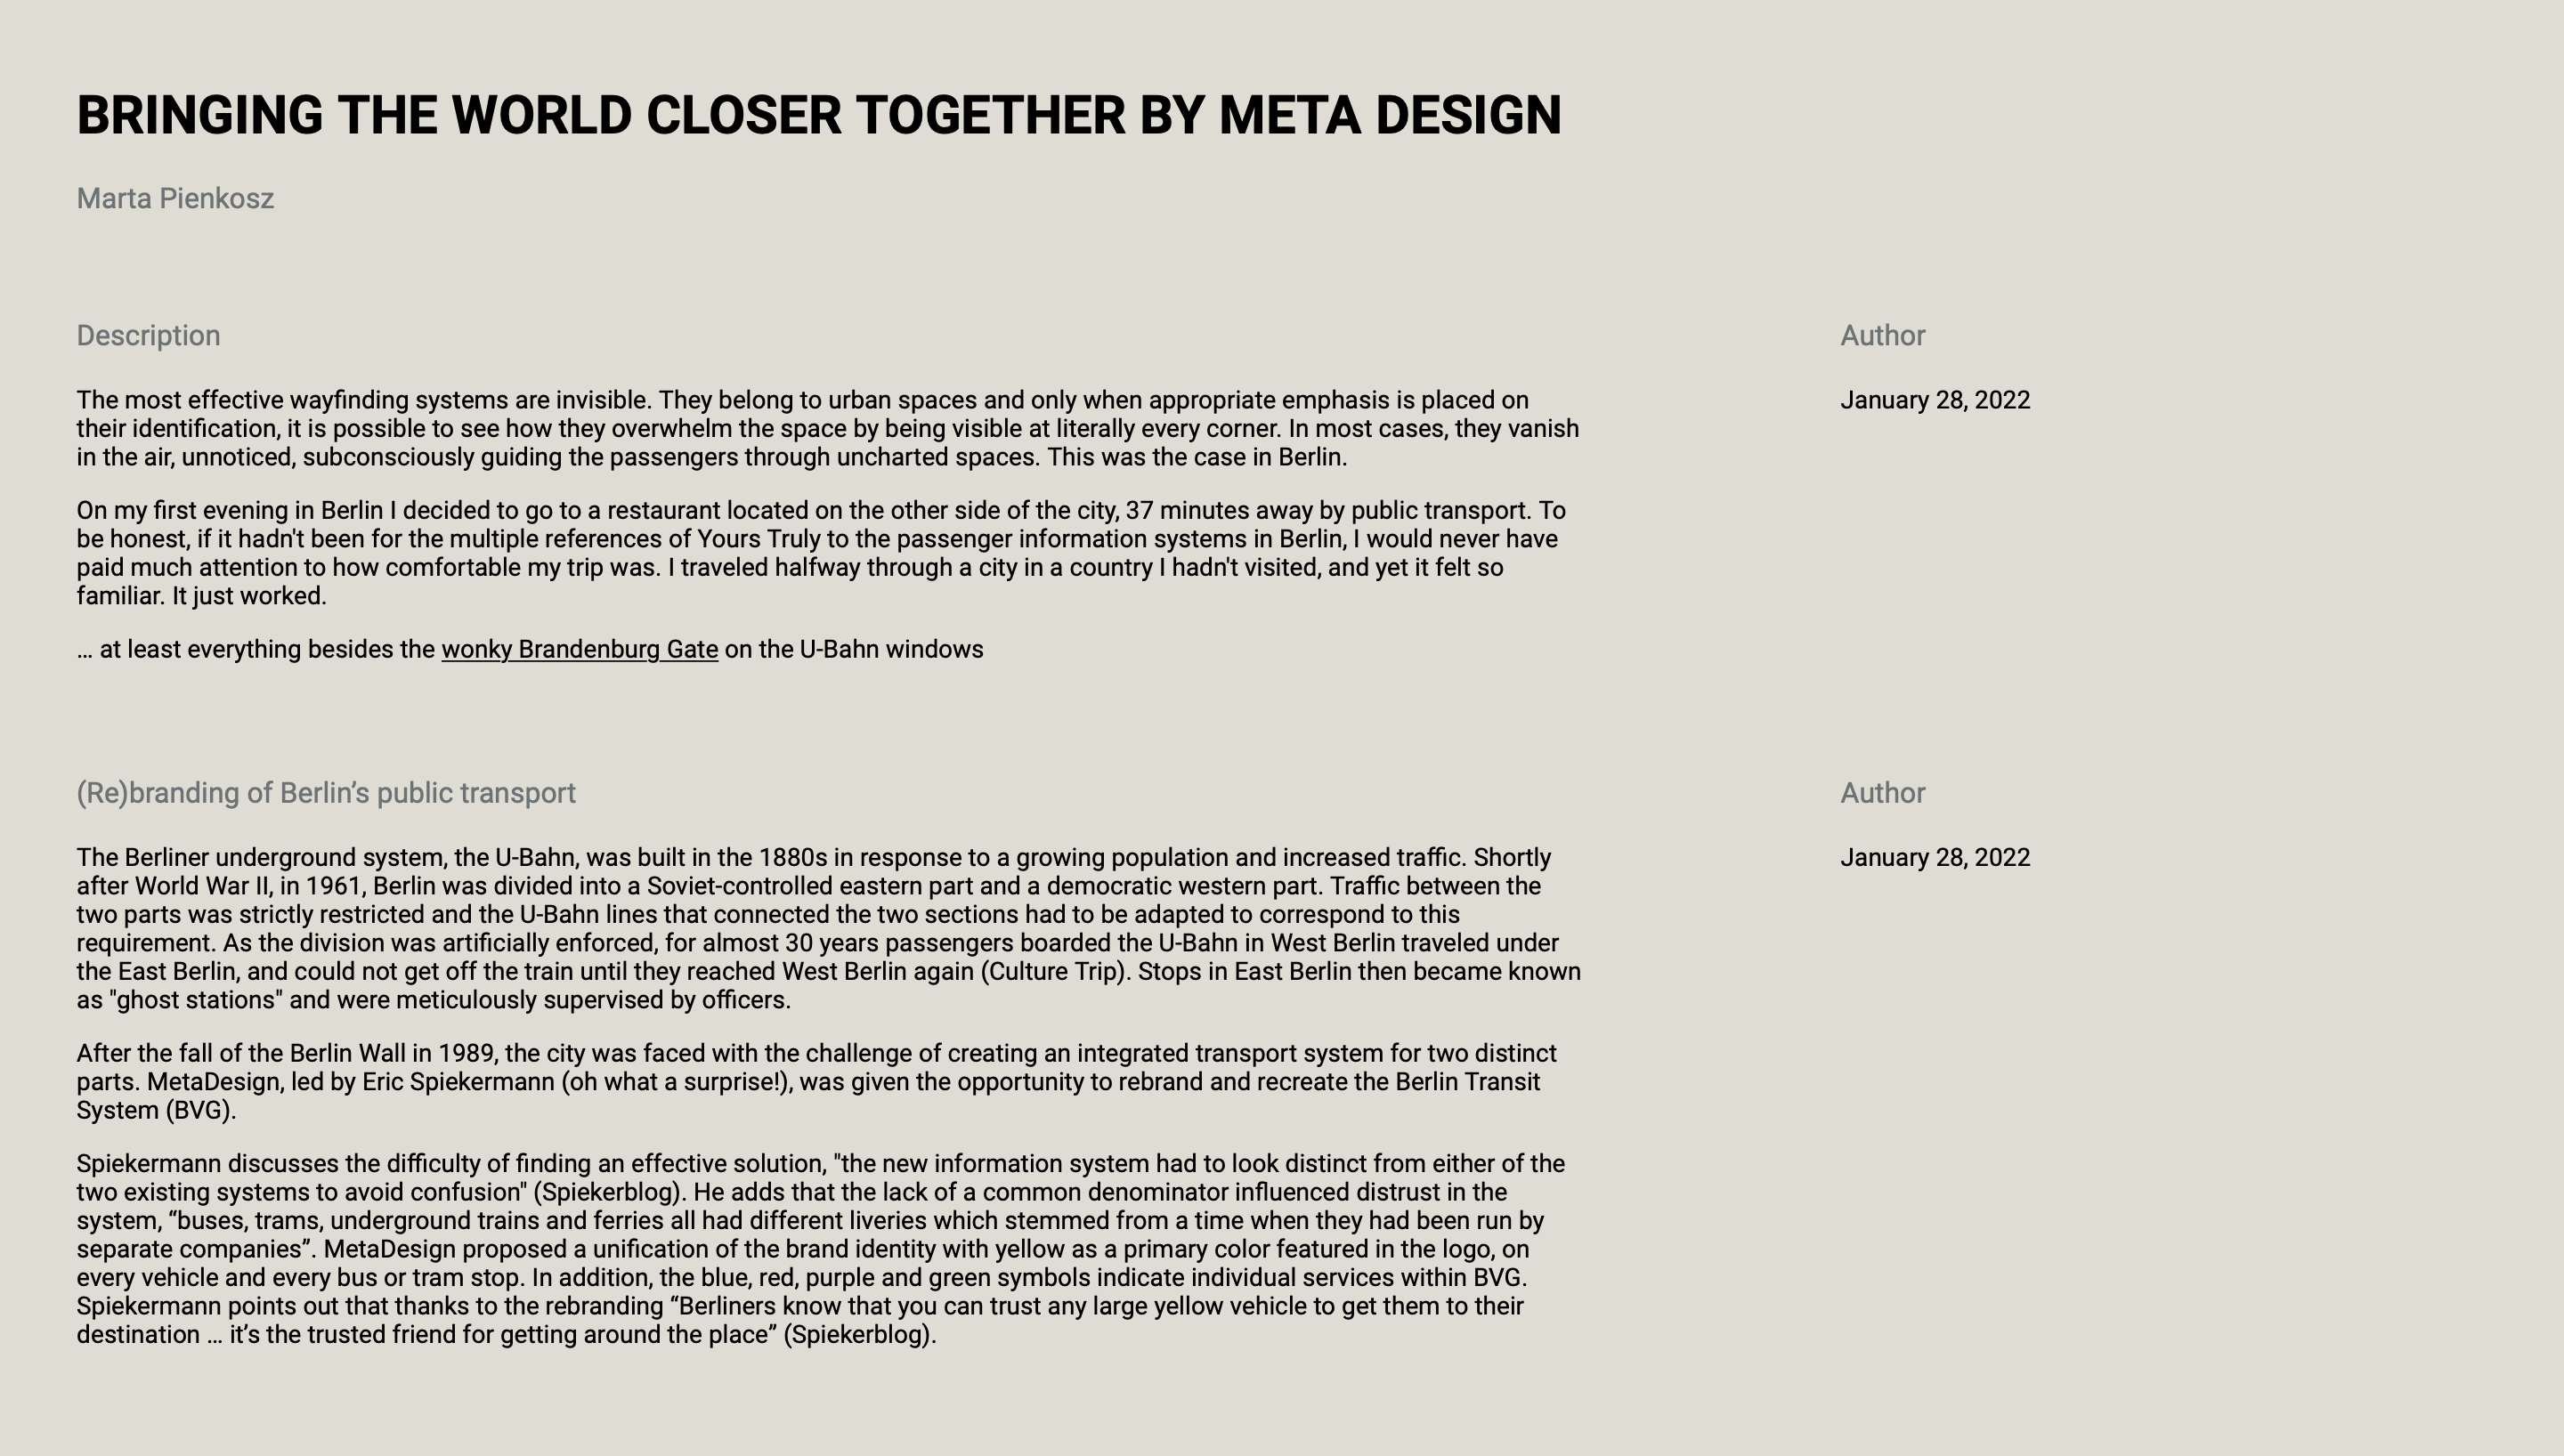 BRINGING THE WORLD CLOSER TOGETHER BY META DESIGN
Marta Pienkosz
Description
The most effective wayfinding systems are invisible. They belong to urban spaces and only when appropriate emphasis is placed on
their identification, it is possible to see how they overwhelm the space by being visible at literally every corner. In most cases, they vanish
in the air, unnoticed, subconsciously guiding the passengers through uncharted spaces. This was the case in Berlin.
On my first evening in Berlin I decided to go to a restaurant located on the other side of the city, 37 minutes away by public transport. To
be honest, if it hadn't been for the multiple references of Yours Truly to the passenger information systems in Berlin, I would never have
paid much attention to how comfortable my trip was. I traveled halfway through a city in a country I hadn't visited, and yet it felt so
familiar. It just worked.
… at least everything besides the wonky Brandenburg Gate on the U-Bahn windows
Author
January 28, 2022
(Re)branding of Berlin’s public transport
The Berliner underground system, the U-Bahn, was built in the 1880s in response to a growing population and increased traffic. Shortly
after World War II, in 1961, Berlin was divided into a Soviet-controlled eastern part and a democratic western part. Traffic between the
two parts was strictly restricted and the U-Bahn lines that connected the two sections had to be adapted to correspond to this
requirement. As the division was artificially enforced, for almost 30 years passengers boarded the U-Bahn in West Berlin traveled under
the East Berlin, and could not get off the train until they reached West Berlin again (Culture Trip). Stops in East Berlin then became known
as "ghost stations" and were meticulously supervised by officers.
After the fall of the Berlin Wall in 1989, the city was faced with the challenge of creating an integrated transport system for two distinct
parts. MetaDesign, led by Eric Spiekermann (oh what a surprise!), was given the opportunity to rebrand and recreate the Berlin Transit
System (BVG).
Spiekermann discusses the difficulty of finding an effective solution, "the new information system had to look distinct from either of the
two existing systems to avoid confusion" (Spiekerblog). He adds that the lack of a common denominator influenced distrust in the
system, “buses, trams, underground trains and ferries all had different liveries which stemmed from a time when they had been run by
separate companies”. MetaDesign proposed a unification of the brand identity with yellow as a primary color featured in the logo, on
every vehicle and every bus or tram stop. In addition, the blue, red, purple and green symbols indicate individual services within BVG.
Spiekermann points out that thanks to the rebranding “Berliners know that you can trust any large yellow vehicle to get them to their
destination … it’s the trusted friend for getting around the place” (Spiekerblog).
Author
January 28, 2022